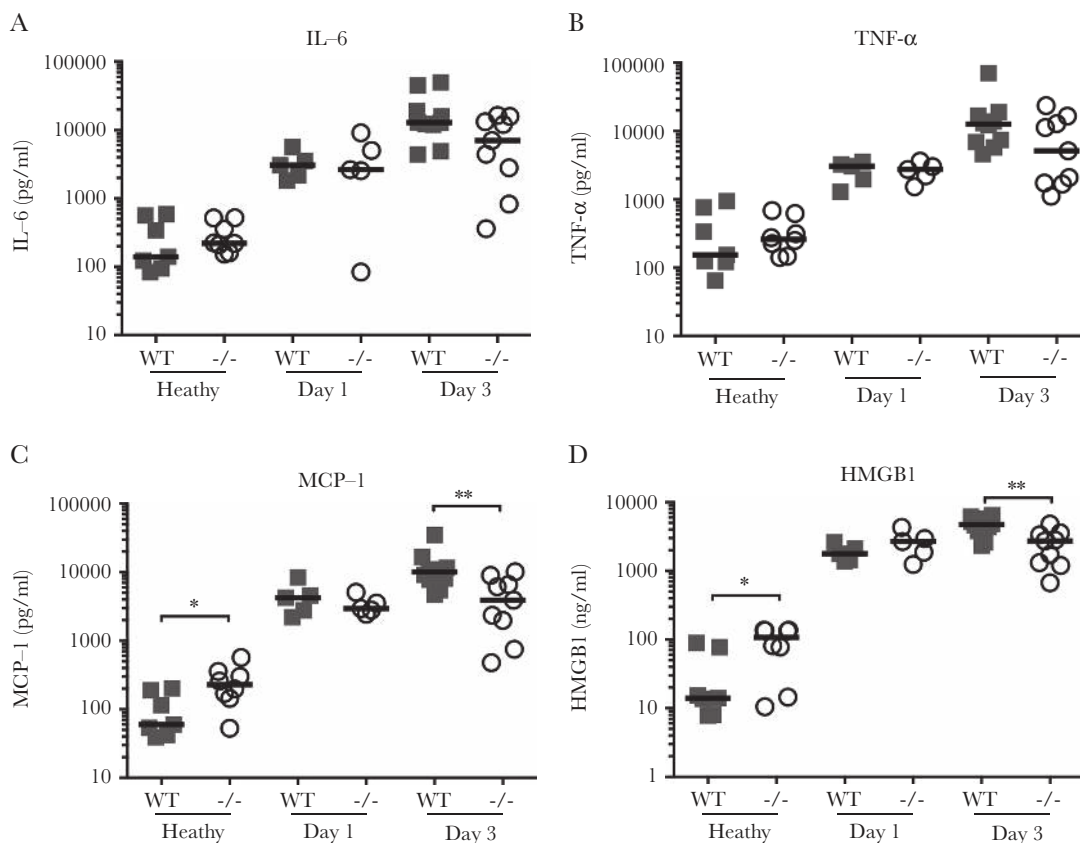 A
IL–6
IL–6 (pg/ml)
100000
10000
1000
100
10
WT -/- WT -/- WT -/-
Heathy Day 1 Day 3
B
TNF-α
TNF-α (pg/ml)
100000
10000
1000
100
10
WT -/- WT -/- WT -/-
Heathy Day 1 Day 3
C
MCP–1
MCP–1 (pg/ml)
100000
10000
1000
100
10
*
**
WT -/- WT -/- WT -/-
Heathy Day 1 Day 3
D
HMGB1
HMGB1 (ng/ml)
10000
1000
100
10
1
*
**
WT -/- WT -/- WT -/-
Heathy Day 1 Day 3